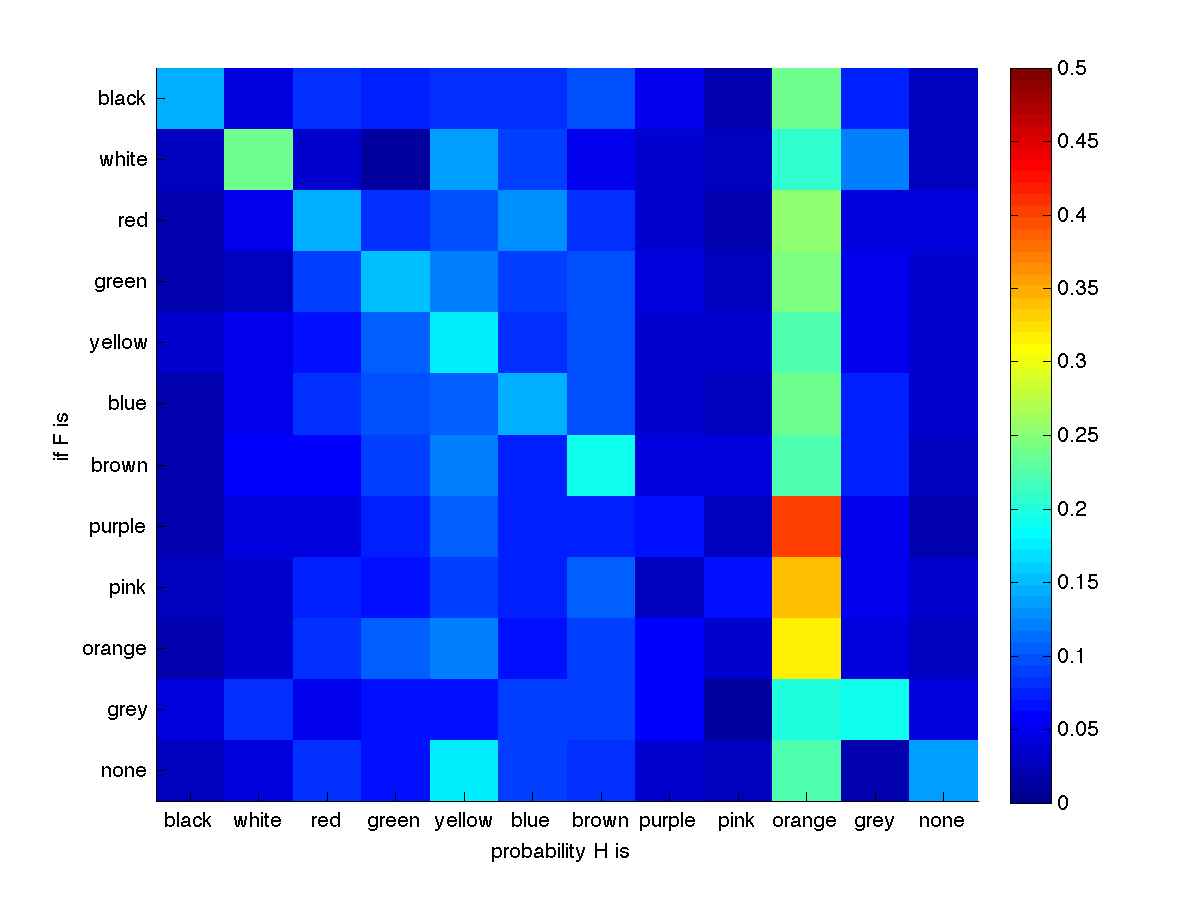 black
white
red
green
yellow
blue
brown
purple
pink
orange
grey
none
if F is
black white red green yellow blue brown purple pink orange grey none
probability H is
0.5
0.45
0.4
0.35
0.3
0.25
0.2
0.15
0.1
0.05
0